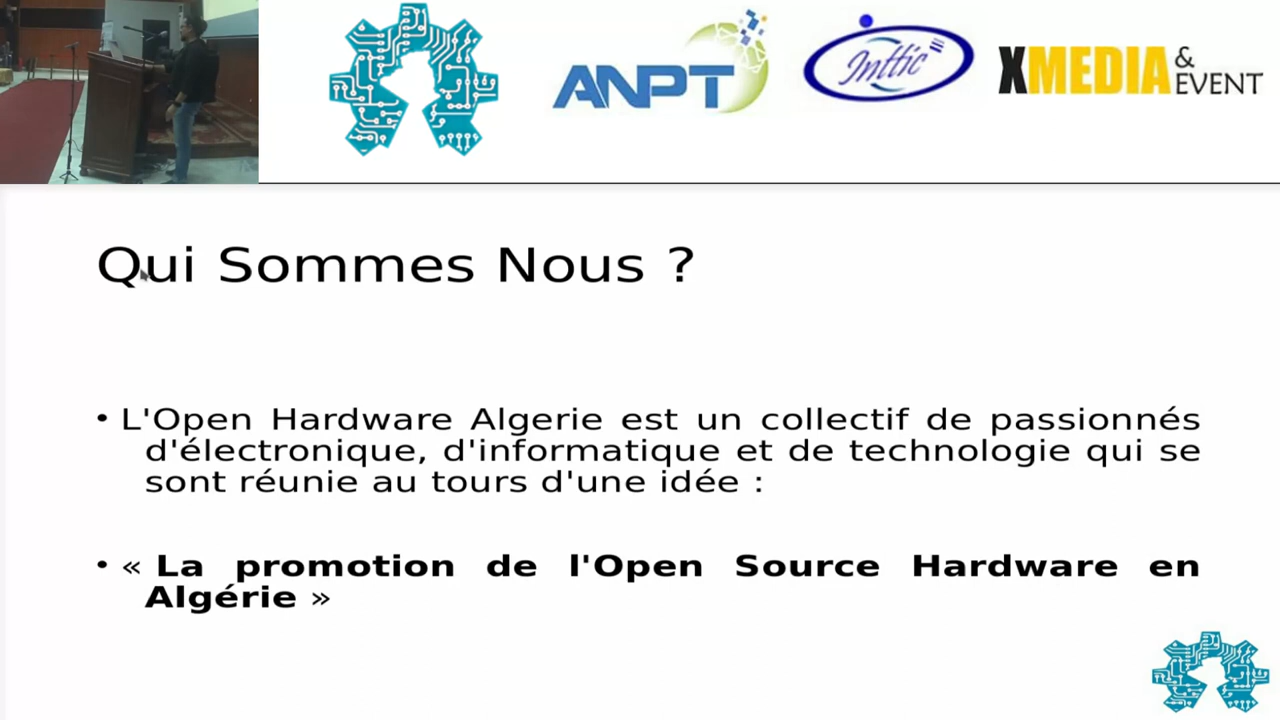 ANPT
Inttic
XMEDIA & EVENT
Qui Sommes Nous ?
• L'Open Hardware Algerie est un collectif de passionnés
d'électronique, d'informatique et de technologie qui se
sont réunie au tours d'une idée :
• « La promotion de l'Open Source Hardware en
Algérie »